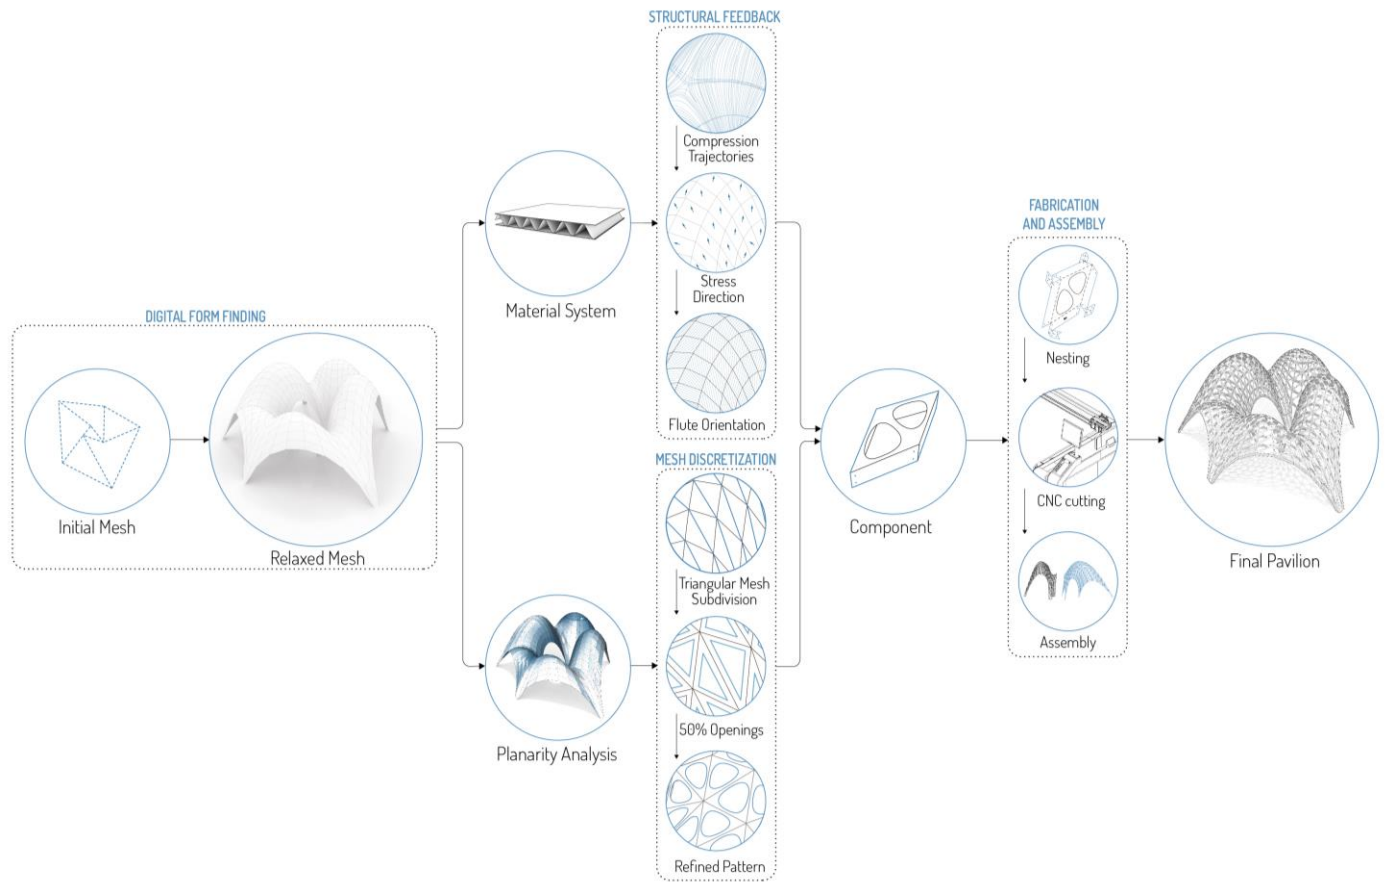 DIGITAL FORM FINDING
Initial Mesh
Relaxed Mesh
Material System
Planarity Analysis
STRUCTURAL FEEDBACK
Compression
Trajectories
Stress
Direction
Flute Orientation
MESH DISCRETIZATION
Triangular Mesh
Subdivision
50% Openings
Refined Pattern
Component
FABRICATION
AND ASSEMBLY
Nesting
CNC cutting
Assembly
Final Pavilion